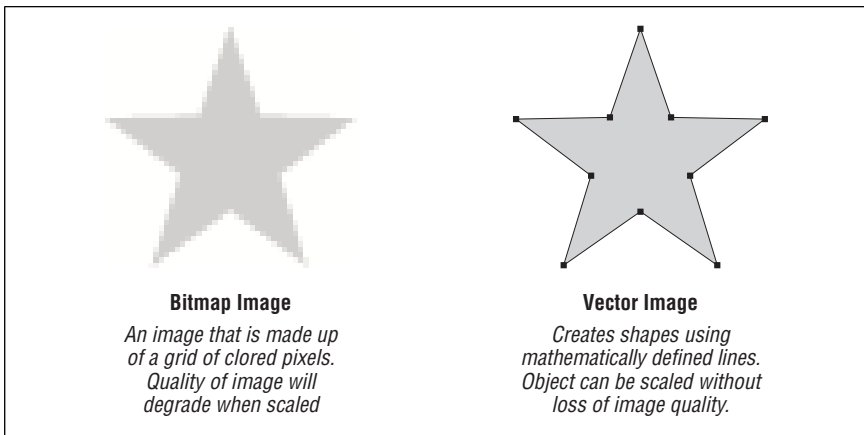 Bitmap Image
An image that is made up
of a grid of clored pixels.
Quality of image will
degrade when scaled
Vector Image
Creates shapes using
mathematically defined lines.
Object can be scaled without
loss of image quality.